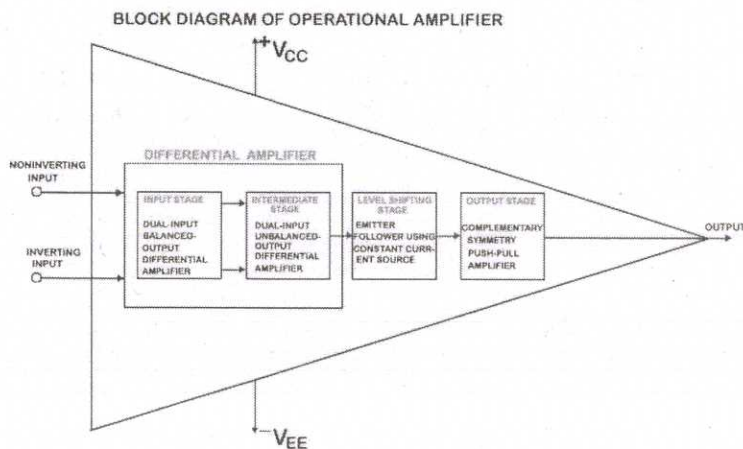 BLOCK DIAGRAM OF OPERATIONAL AMPLIFIER
+VCC
NONINVERTING
INPUT
DIFFERENTIAL AMPLIFIER
INPUT STAGE
DUAL-INPUT
BALANCED-
OUTPUT
DIFFERENTIAL
AMPLIFIER
INTERMEDIATE
STAGE
DUAL-INPUT
UNBALANCED-
OUTPUT
DIFFERENTIAL
AMPLIFIER
LEVEL SHIFTING
STAGE
EMITTER
FOLLOWER USING
CONSTANT CURR-
ENT SOURCE
OUTPUT STAGE
COMPLEMENTARY
SYMMETRY
PUSH-PULL
AMPLIFIER
OUTPUT
INVERTING
INPUT
-VEE